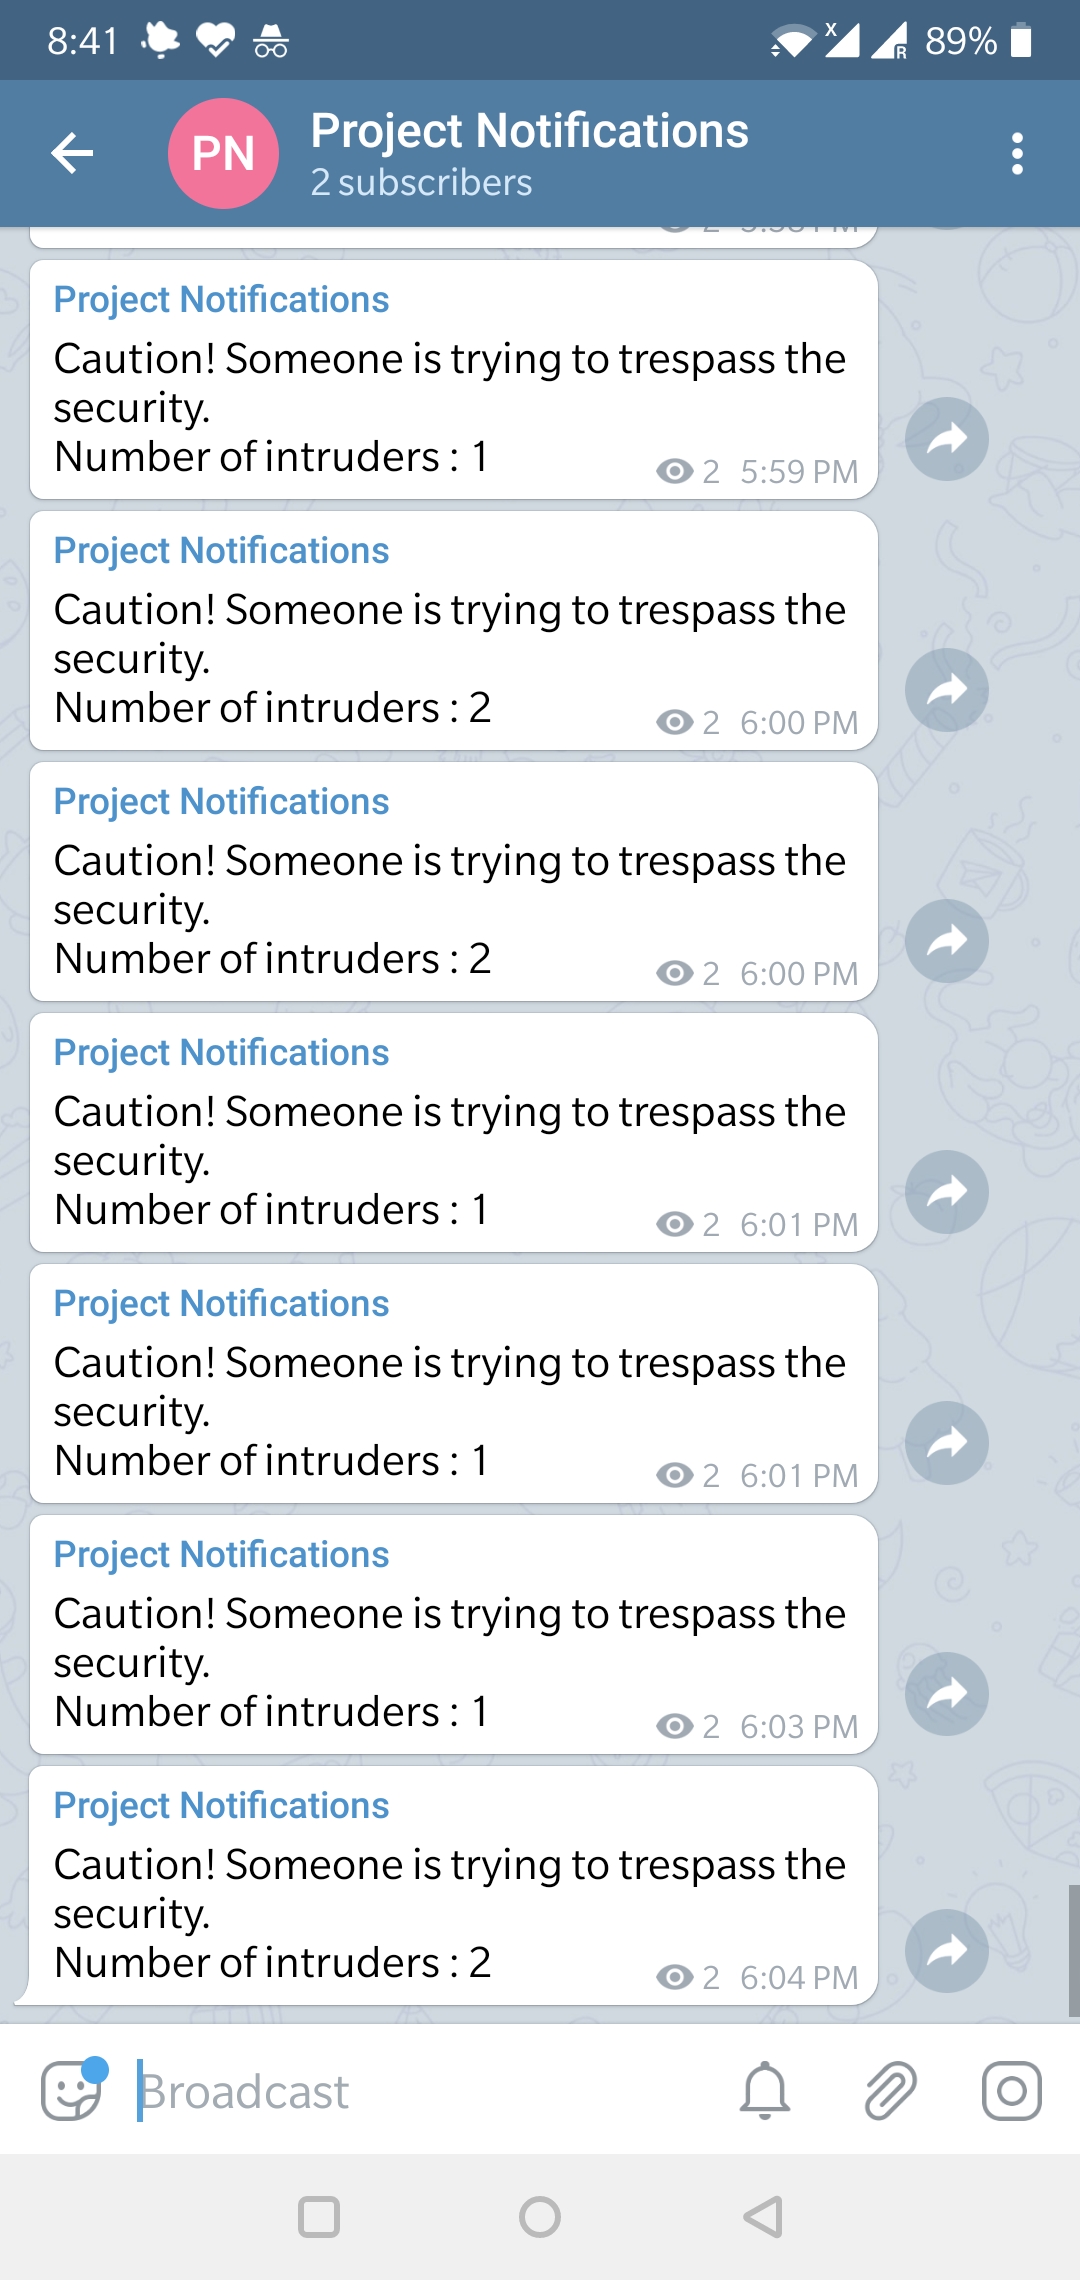 8:41
X
R
89%
PN
Project Notifications
2 subscribers
Project Notifications
Caution! Someone is trying to trespass the
security.
Number of intruders : 1
2 5:59 PM
Project Notifications
Caution! Someone is trying to trespass the
security.
Number of intruders : 2
2 6:00 PM
Project Notifications
Caution! Someone is trying to trespass the
security.
Number of intruders : 2
2 6:00 PM
Project Notifications
Caution! Someone is trying to trespass the
security.
Number of intruders : 1
2 6:01 PM
Project Notifications
Caution! Someone is trying to trespass the
security.
Number of intruders : 1
2 6:01 PM
Project Notifications
Caution! Someone is trying to trespass the
security.
Number of intruders : 1
2 6:03 PM
Project Notifications
Caution! Someone is trying to trespass the
security.
Number of intruders : 2
2 6:04 PM
Broadcast